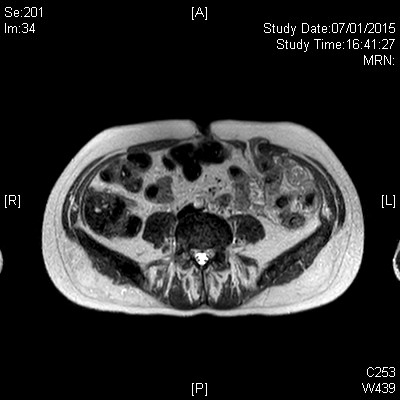 Se:201
Im:34
[A]
Study Date:07/01/2015
Study Time:16:41:27
MRN:
[R]
[L]
[P]
C253
W439